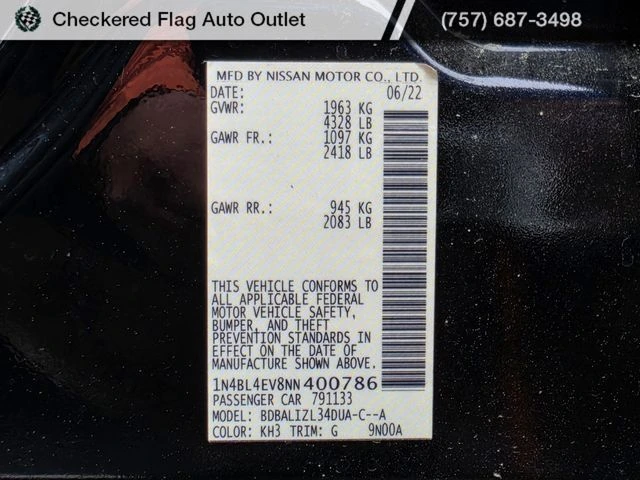 Checkered Flag Auto Outlet (757) 687-3498
MFD BY NISSAN MOTOR CO., LTD.
DATE: 06/22
GVWR: 1963 KG
4328 LB
GAWR FR.: 1097 KG
2418 LB
GAWR RR.: 945 KG
2083 LB
THIS VEHICLE CONFORMS TO
ALL APPLICABLE FEDERAL
MOTOR VEHICLE SAFETY,
BUMPER, AND THEFT
PREVENTION STANDARDS IN
EFFECT ON THE DATE OF
MANUFACTURE SHOWN ABOVE.
1N4BL4EV8NN400786
PASSENGER CAR 791133
MODEL: BDBALIZL34DUA-C--A
COLOR: KH3 TRIM: G 9N00A